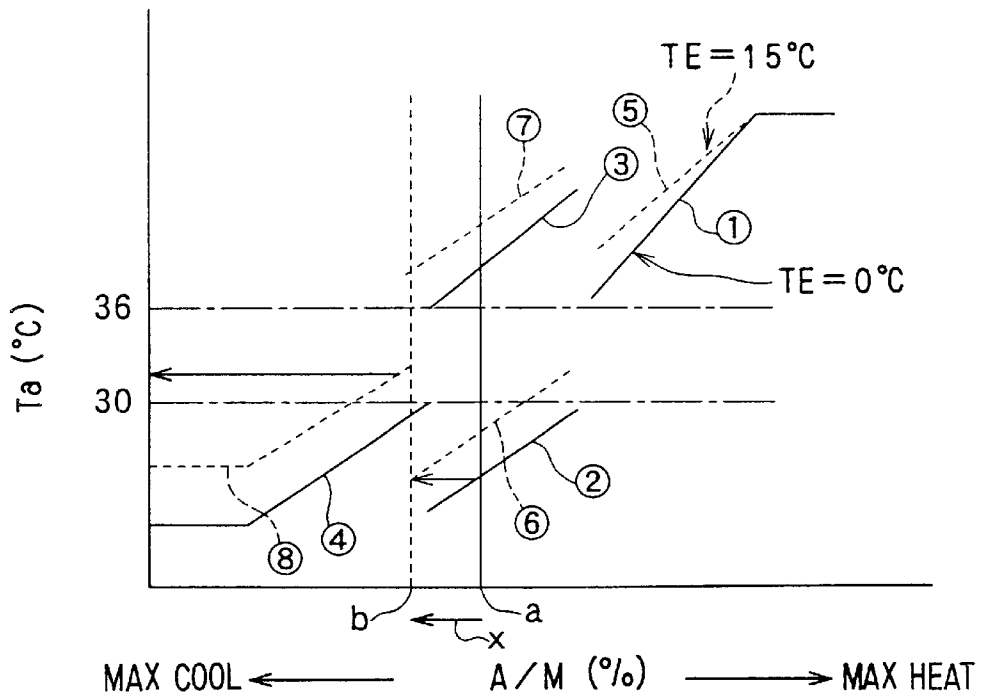 TE=15°C
⑦
⑤
③
①
TE=0°C
36
Ta (°C)
30
②
④
⑥
⑧
b
a
x
MAX COOL
A/M (%)
MAX HEAT